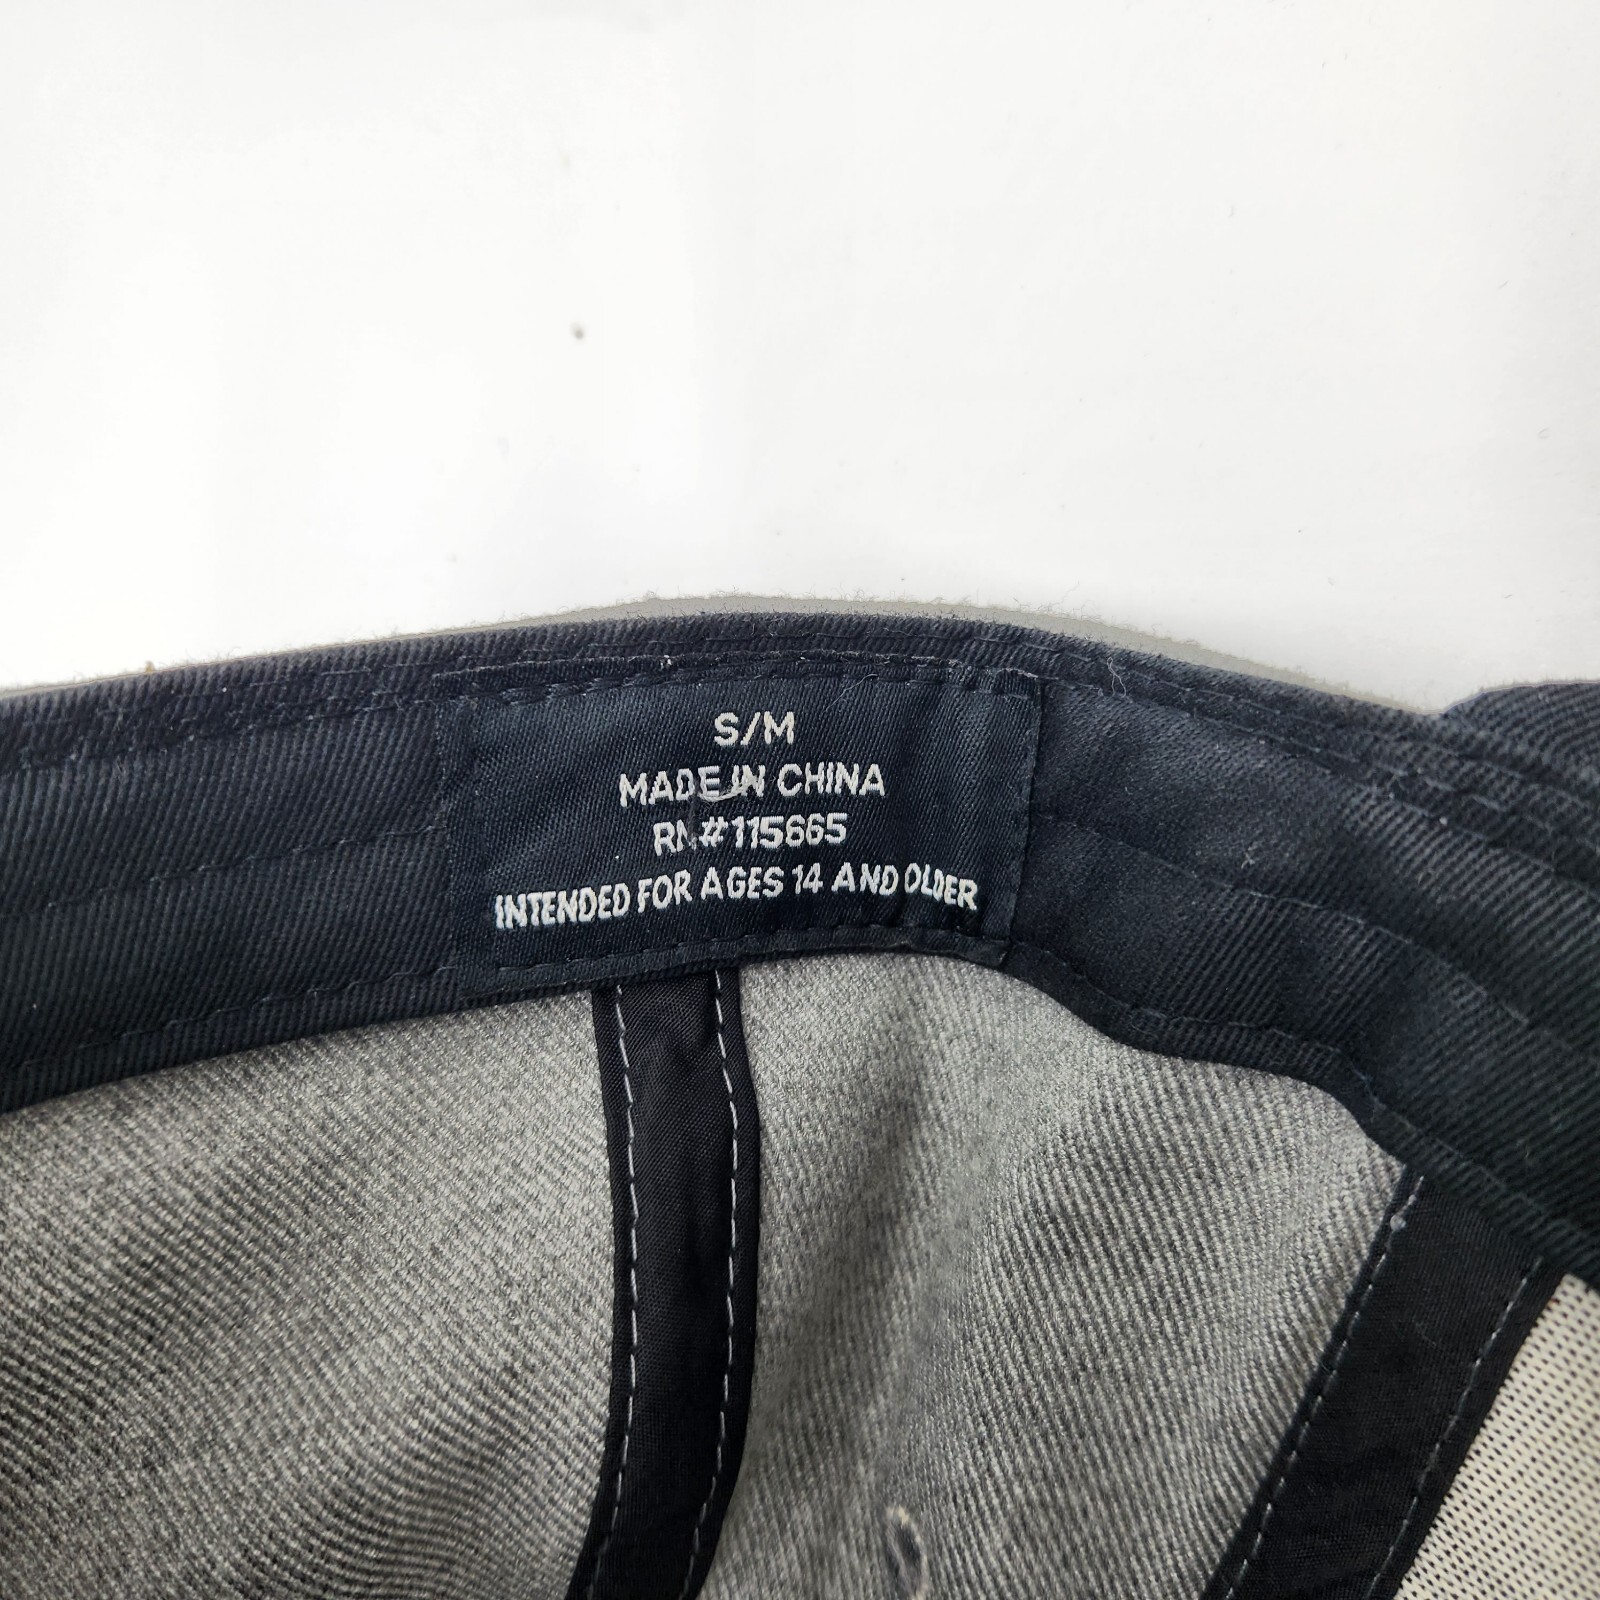 S/M
MADE IN CHINA
RN#115665
INTENDED FOR AGES 14 AND OLDER